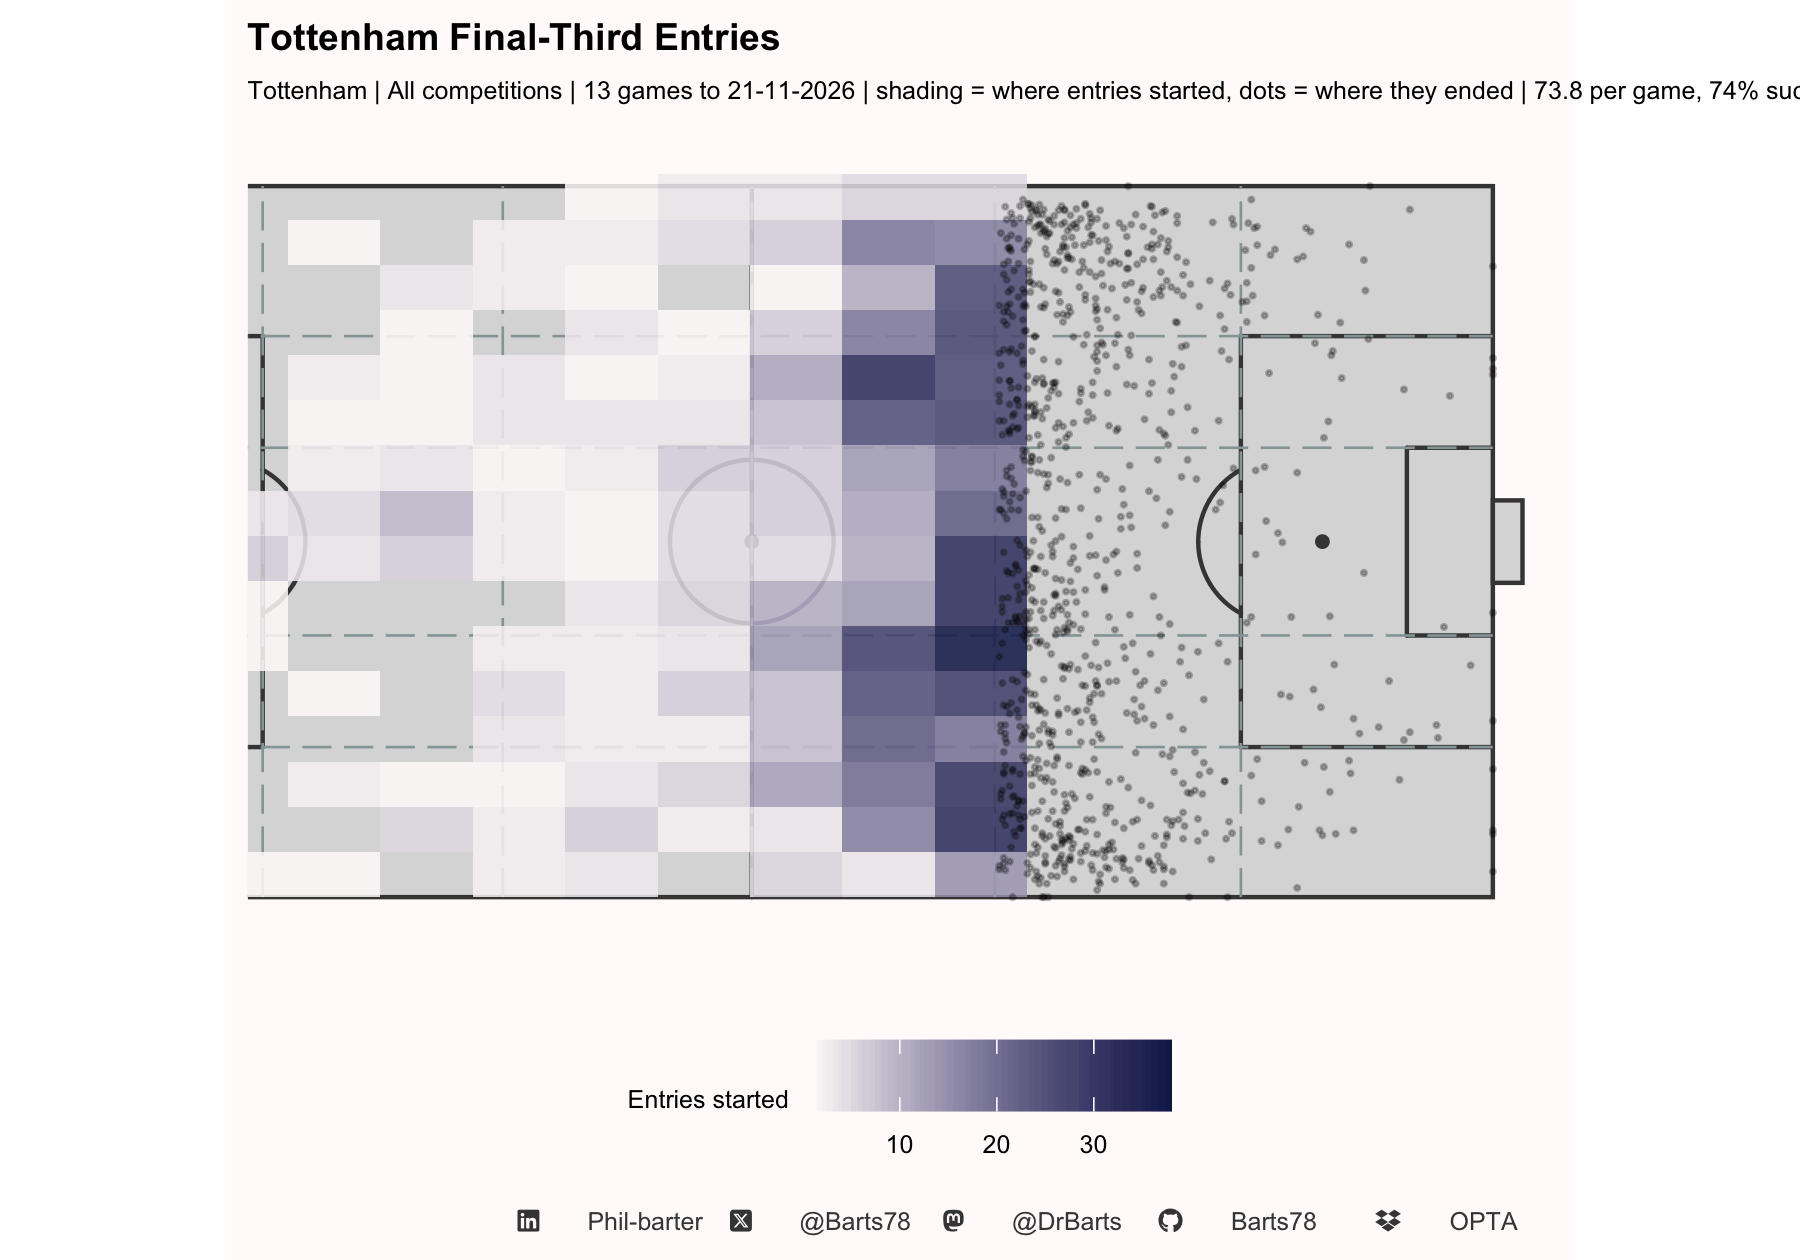 Tottenham Final-Third Entries
Tottenham | All competitions | 13 games to 21-11-2026 | shading = where entries started, dots = where they ended | 73.8 per game, 74% suc
Entries started
10 20 30
Phil-barter @Barts78 @DrBarts Barts78 OPTA